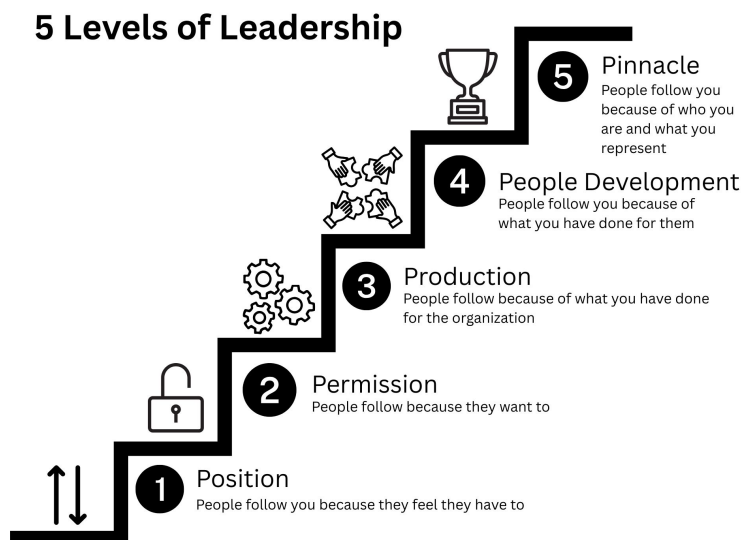 5 Levels of Leadership
5
Pinnacle
People follow you
because of who you
are and what you
represent
4
People Development
People follow you because of
what you have done for them
3
Production
People follow because of what you have done
for the organization
2
Permission
People follow because they want to
1
Position
People follow you because they feel they have to